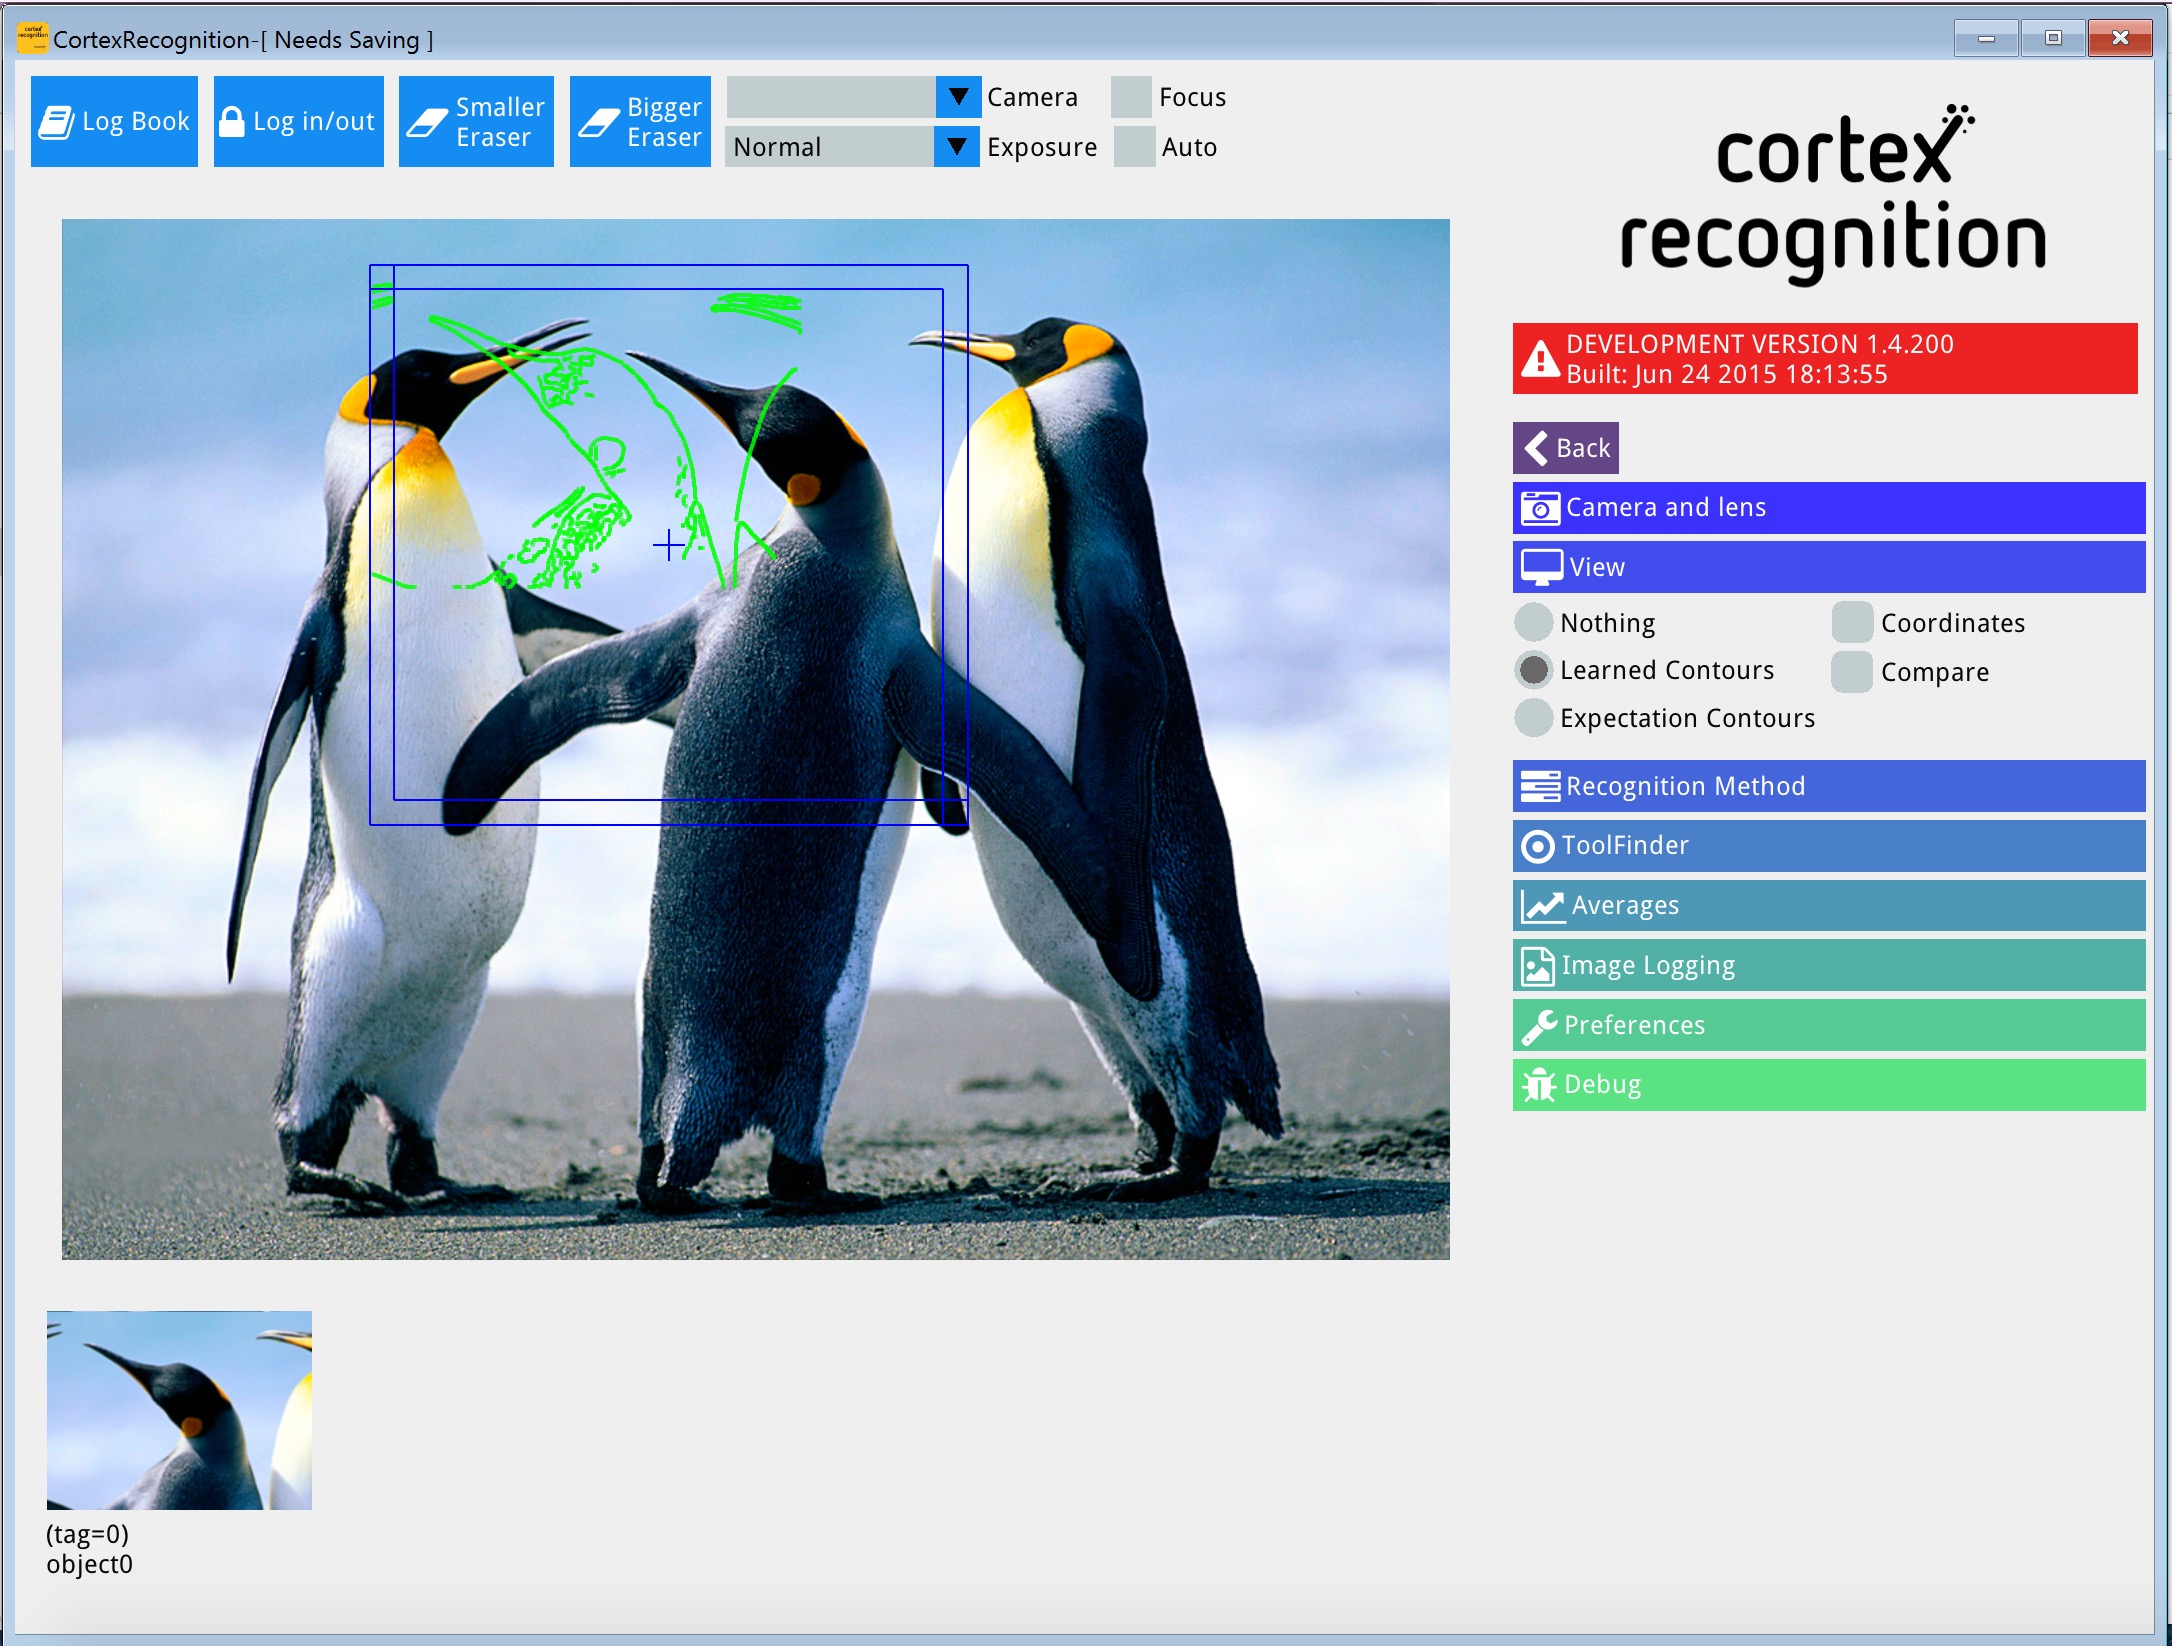 CortexRecognition-[ Needs Saving ]
Log Book
Log in/out
Smaller
Eraser
Bigger
Eraser
Camera
Focus
Normal
Exposure
Auto
cortex
recognition
DEVELOPMENT VERSION 1.4.200
Built: Jun 24 2015 18:13:55
Back
Camera and lens
View
Nothing
Coordinates
Learned Contours
Compare
Expectation Contours
Recognition Method
ToolFinder
Averages
Image Logging
Preferences
Debug
(tag=0)
object0